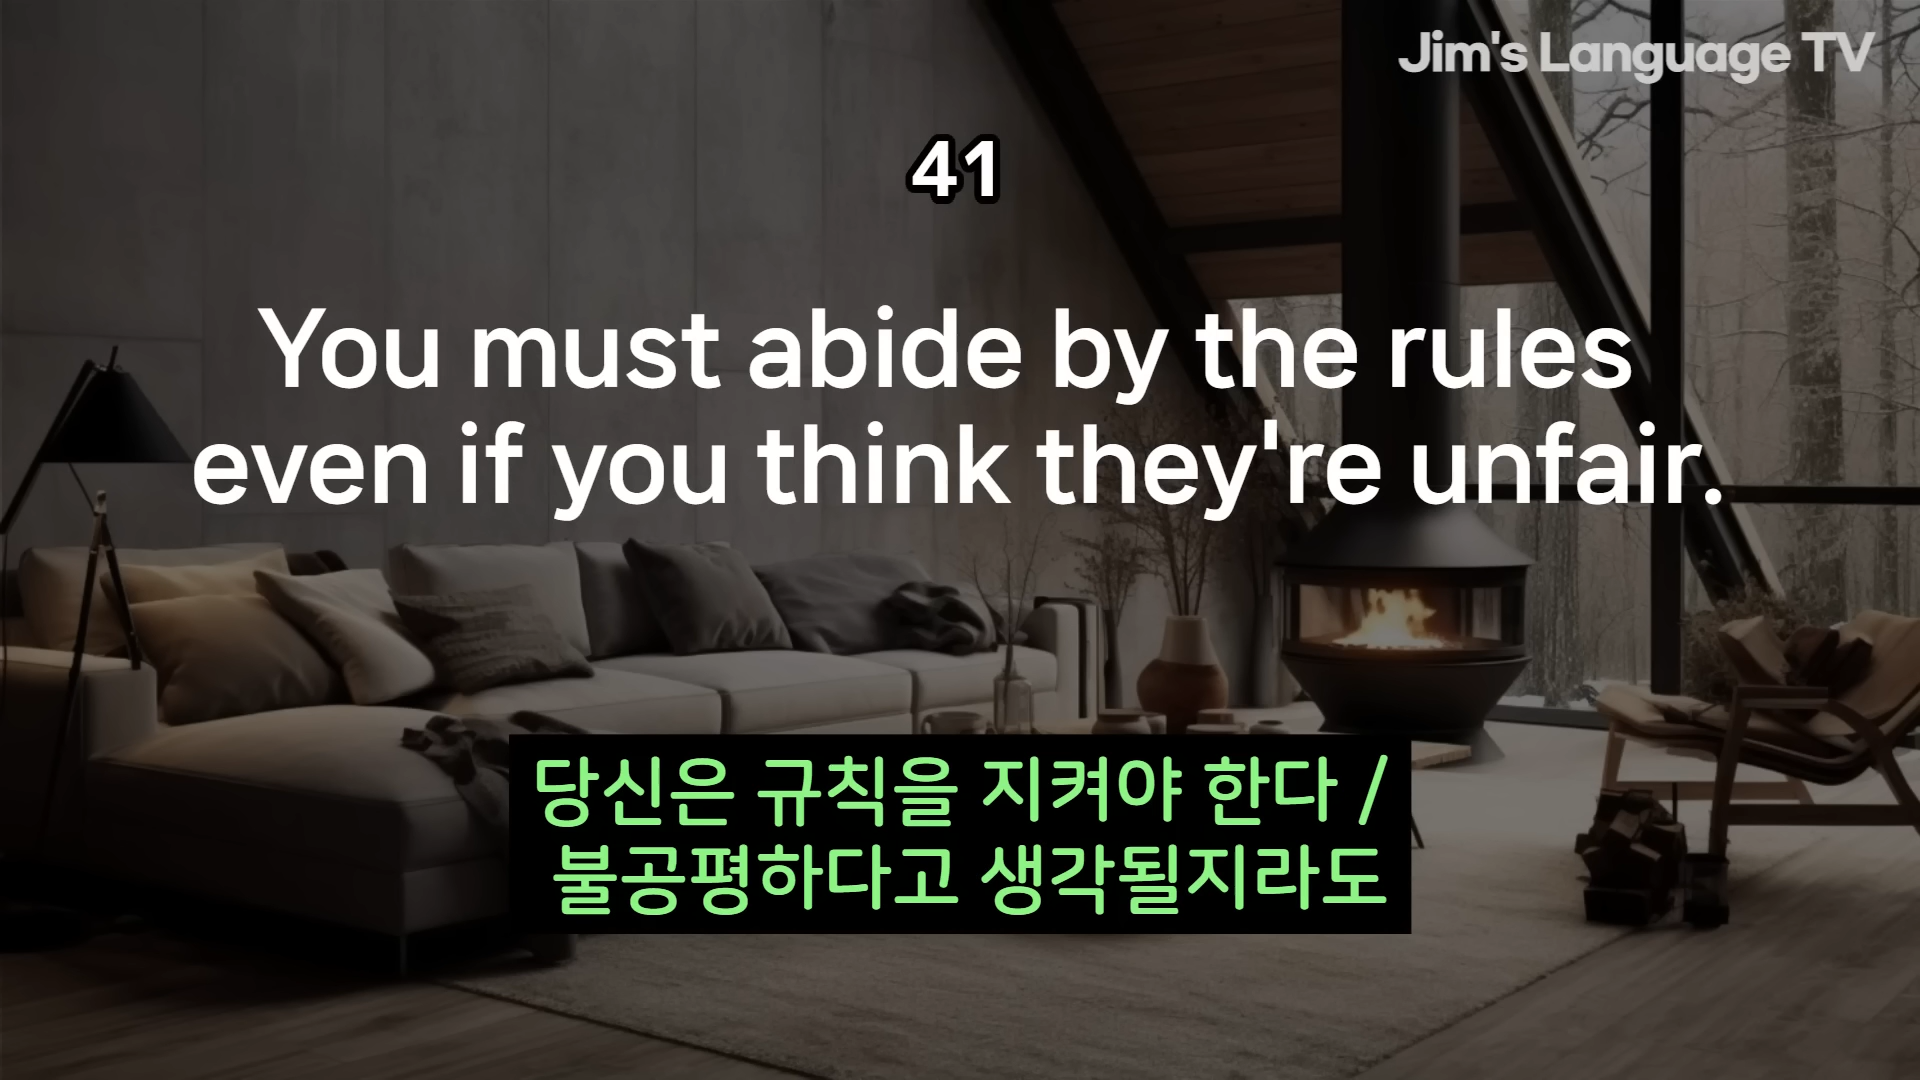 Jim's Language TV
41
You must abide by the rules
even if you think they're unfair.
당신은 규칙을 지켜야 한다 /
불공평하다고 생각될지라도